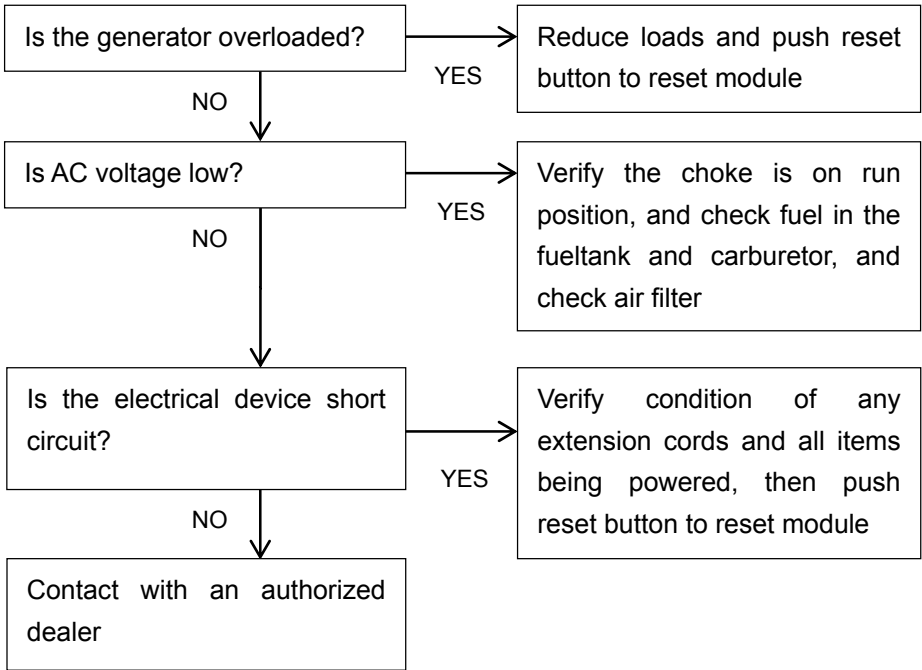 Is the generator overloaded?
YES
Reduce loads and push reset
button to reset module
NO
Is AC voltage low?
YES
Verify the choke is on run
position, and check fuel in the
fueltank and carburetor, and
check air filter
NO
Is the electrical device short
circuit?
YES
Verify condition of any
extension cords and all items
being powered, then push
reset button to reset module
NO
Contact with an authorized
dealer